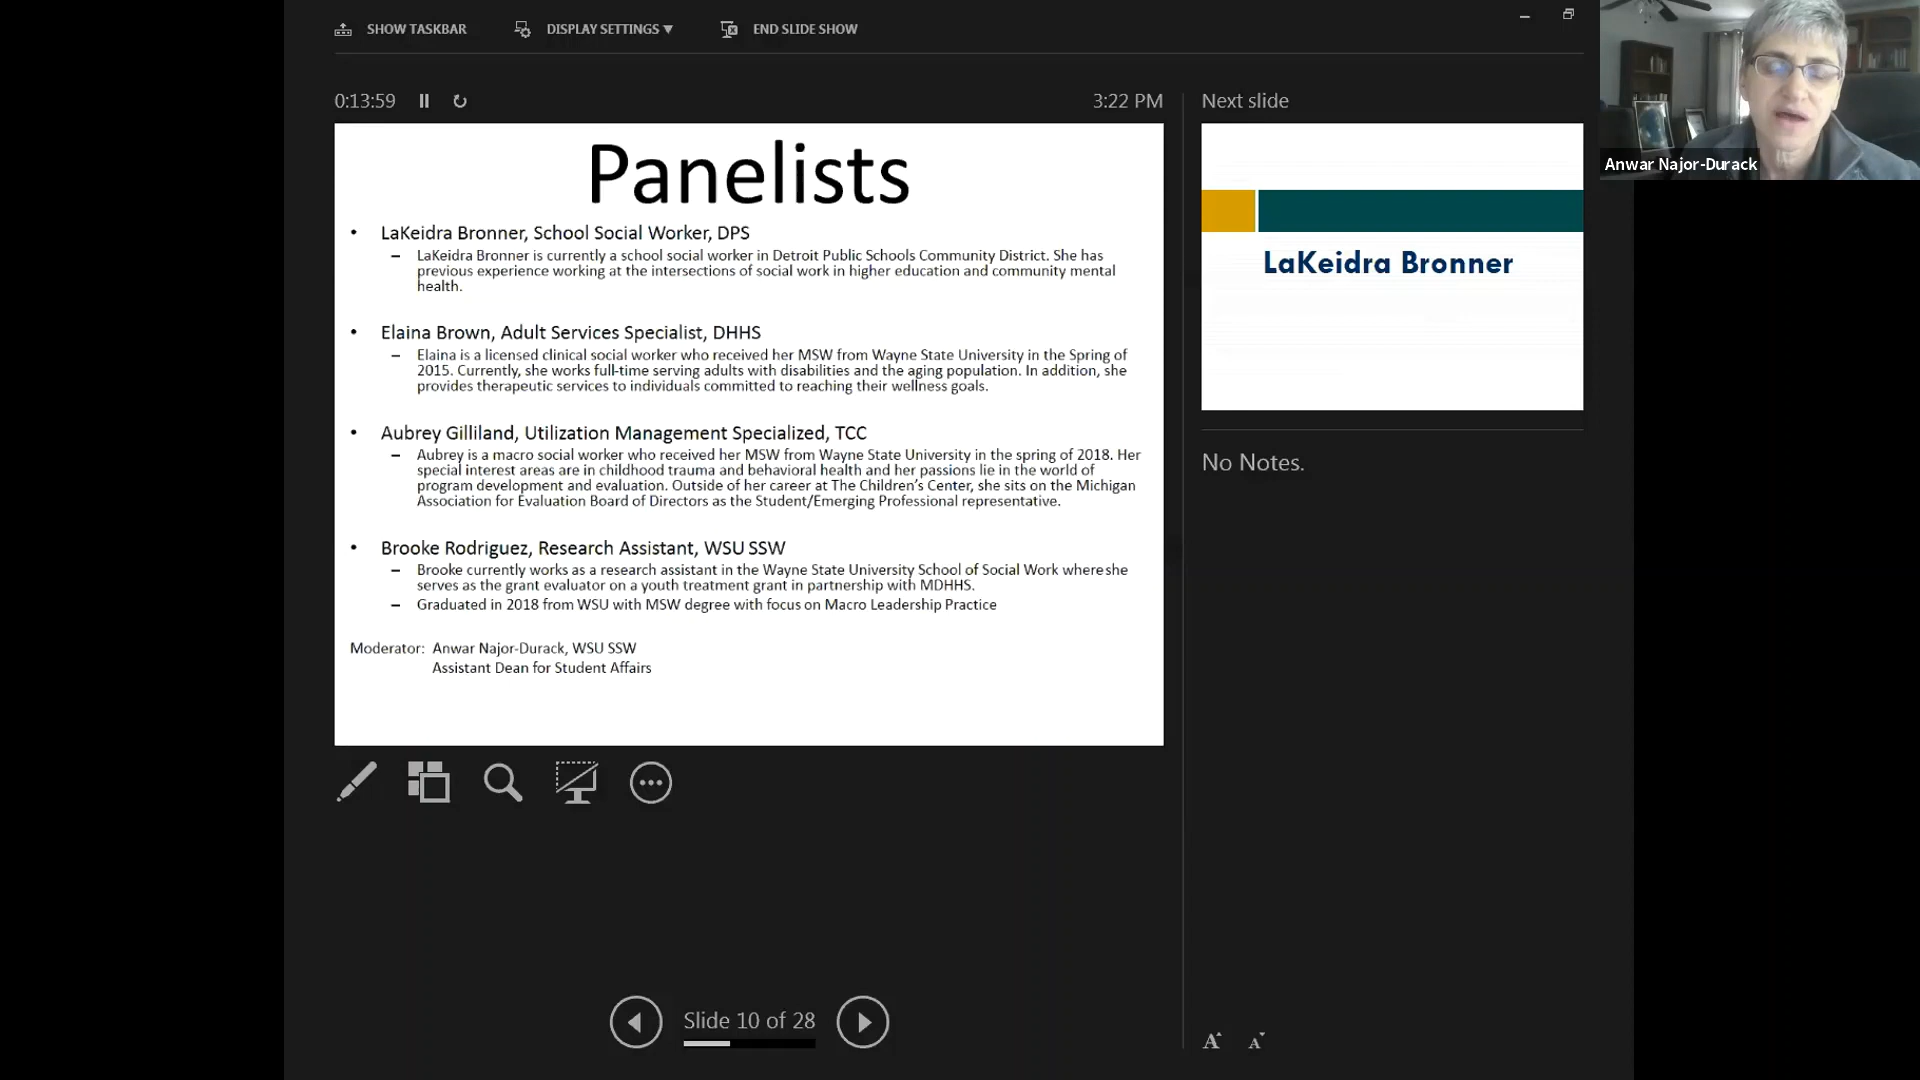 SHOW TASKBAR
DISPLAY SETTINGS ▼
END SLIDE SHOW
0:13:59
3:22 PM
Next slide
Anwar Najor-Durack
Panelists
• LaKeidra Bronner, School Social Worker, DPS
– LaKeidra Bronner is currently a school social worker in Detroit Public Schools Community District. She has
previous experience working at the intersections of social work in higher education and community mental
health.
• Elaina Brown, Adult Services Specialist, DHHS
– Elaina is a licensed clinical social worker who received her MSW from Wayne State University in the Spring of
2015. Currently, she works full-time serving adults with disabilities and the aging population. In addition, she
provides therapeutic services to individuals committed to reaching their wellness goals.
• Aubrey Gilliland, Utilization Management Specialized, TCC
– Aubrey is a macro social worker who received her MSW from Wayne State University in the spring of 2018. Her
special interest areas are in childhood trauma and behavioral health and her passions lie in the world of
program development and evaluation. Outside of her career at The Children's Center, she sits on the Michigan
Association for Evaluation Board of Directors as the Student/Emerging Professional representative.
• Brooke Rodriguez, Research Assistant, WSU SSW
– Brooke currently works as a research assistant in the Wayne State University School of Social Work where she
serves as the grant evaluator on a youth treatment grant in partnership with MDHHS.
– Graduated in 2018 from WSU with MSW degree with focus on Macro Leadership Practice
Moderator: Anwar Najor-Durack, WSU SSW
Assistant Dean for Student Affairs
LaKeidra Bronner
No Notes.
Slide 10 of 28
A A